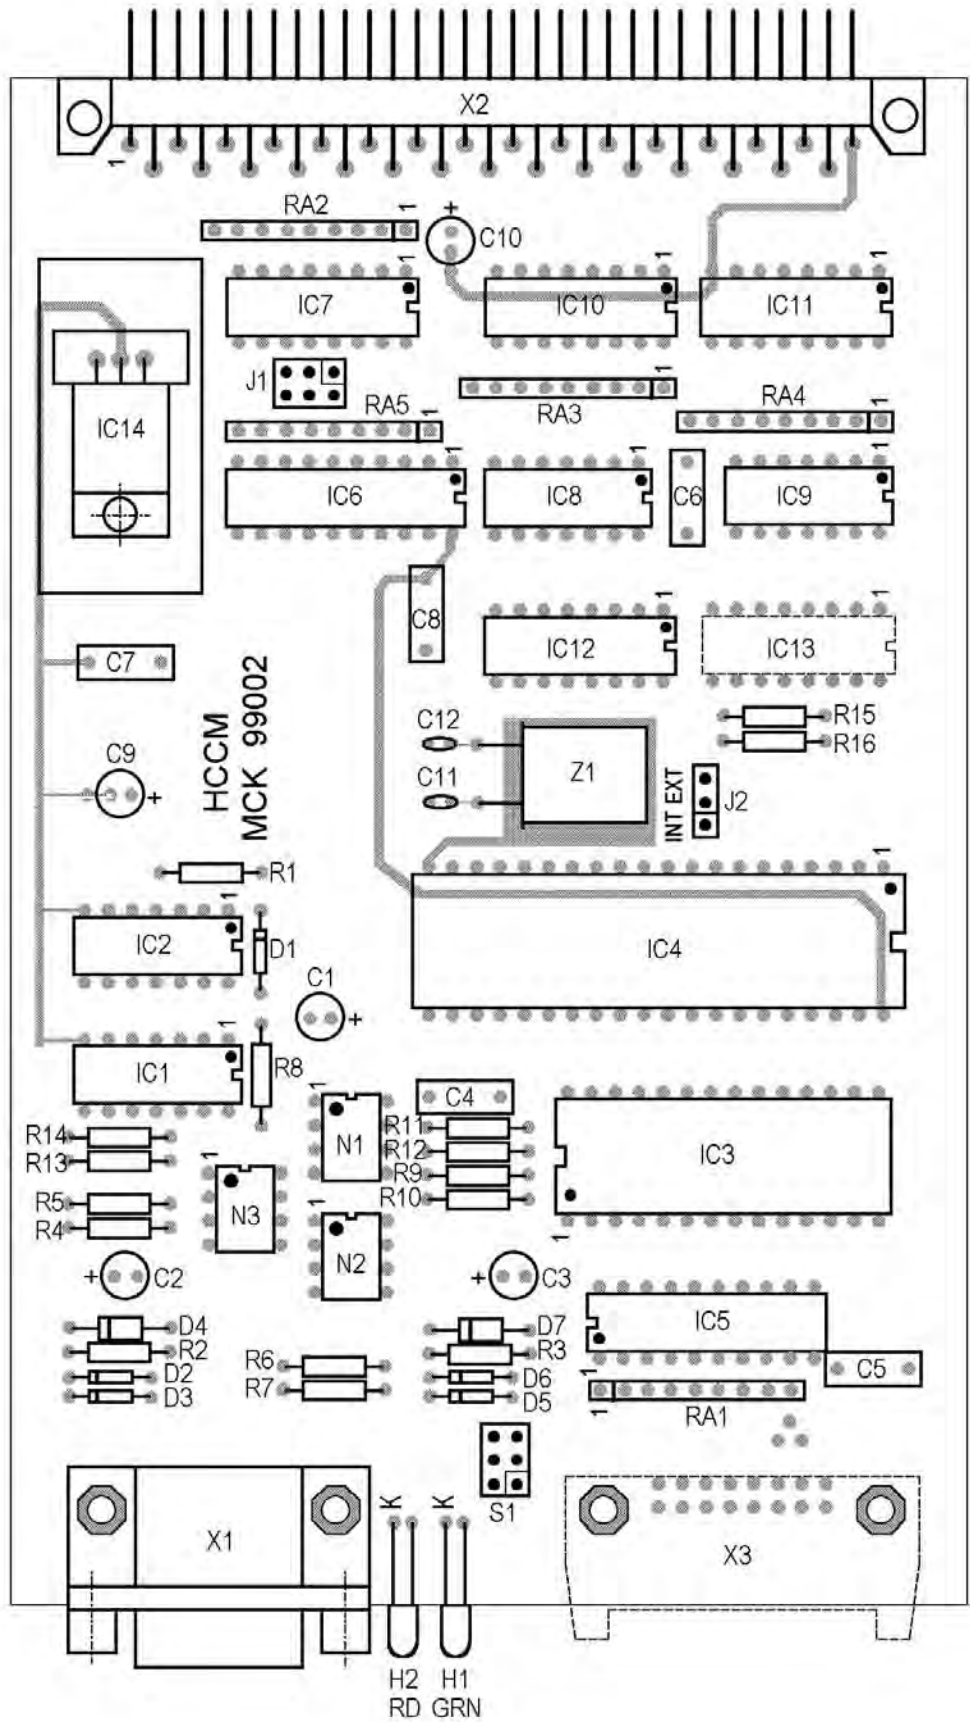 X2
1
RA2
1
+
C10
1
IC7
1
IC10
1
IC11
J1
RA5
1
RA3
1
RA4
1
IC14
1
IC6
1
IC8
C6
1
IC9
C8
1
IC12
1
IC13
C7
HCCM
MCK 99002
C12
C11
Z1
R15
R16
INT EXT
J2
C9
+
R1
1
IC4
1
IC2
D1
C1
+
1
IC1
R8
1
N1
C4
R11
R12
R9
R10
IC3
1
R14
R13
R5
R4
1
N3
N2
+
C2
+
C3
IC5
1
D4
R2
D2
D3
R6
R7
D7
R3
D6
D5
C5
1
RA1
S1
X1
K
K
X3
H2
RD
H1
GRN